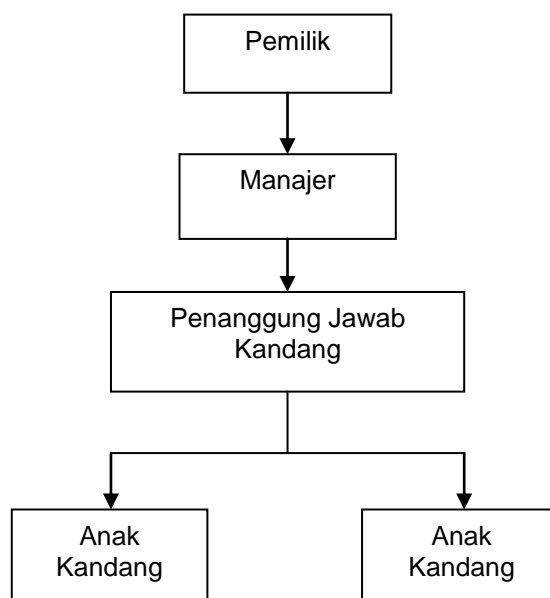 Pemilik
Manajer
Penanggung Jawab
Kandang
Anak
Kandang
Anak
Kandang